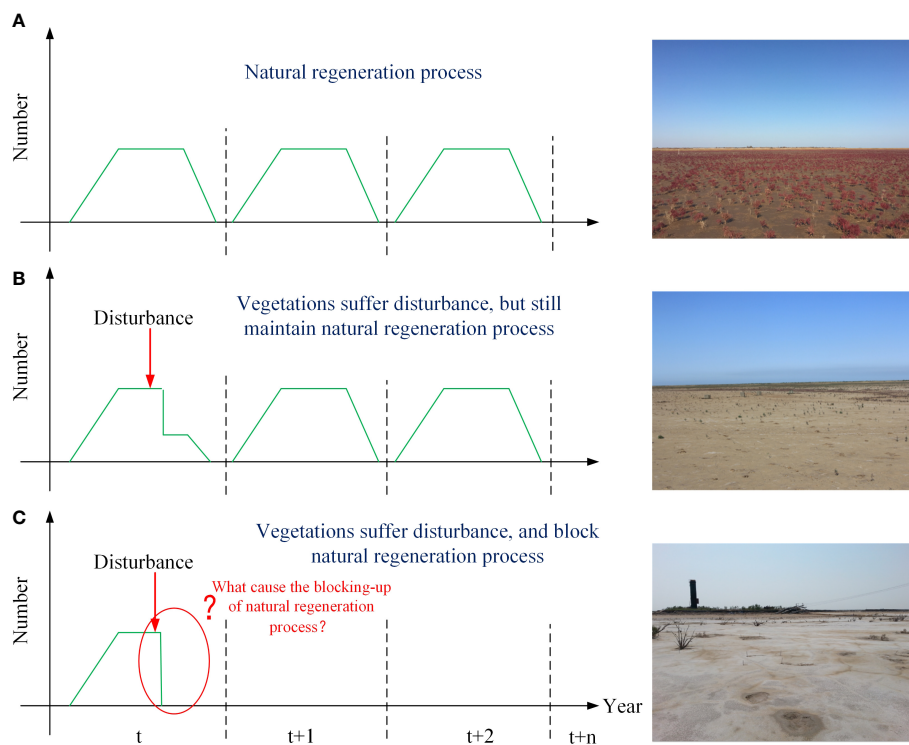 A
Number
Natural regeneration process
B
Number
Disturbance
Vegetations suffer disturbance, but still
maintain natural regeneration process
C
Number
Disturbance
Vegetations suffer disturbance, and block
natural regeneration process
?
What cause the blocking-up
of natural regeneration
process?
Year
t
t+1
t+2
t+n